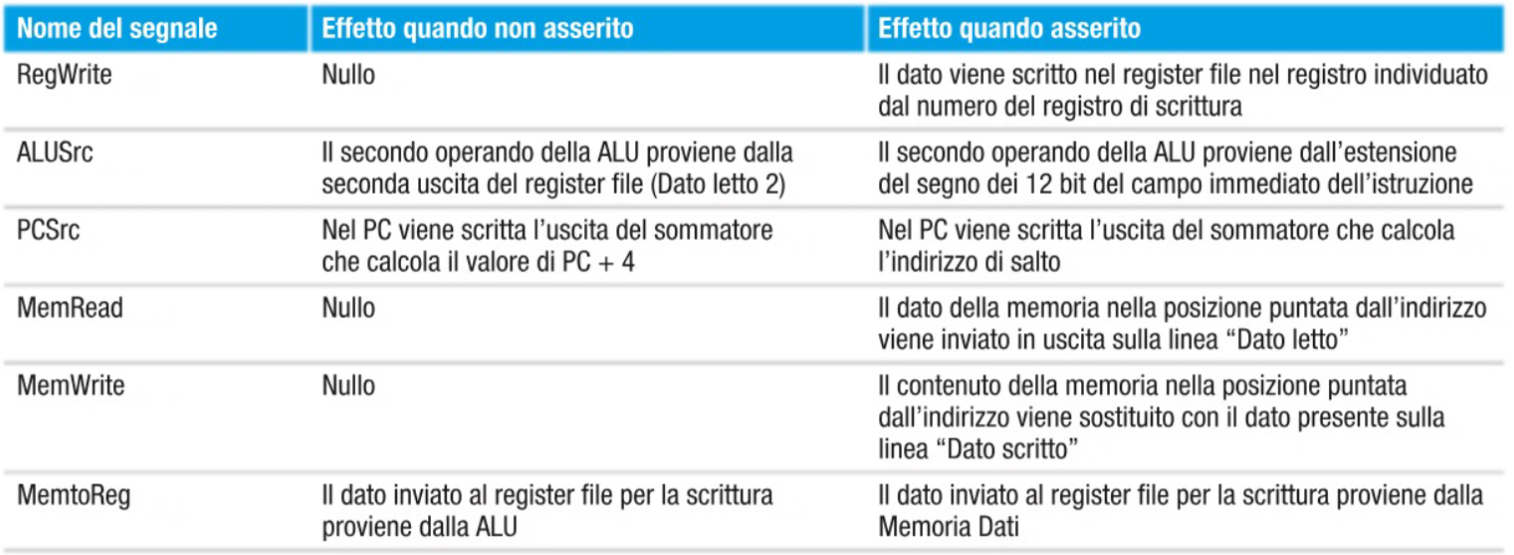 Nome del segnale Effetto quando non asserito Effetto quando asserito
RegWrite Nullo Il dato viene scritto nel register file nel registro individuato
dal numero del registro di scrittura
ALUSrc Il secondo operando della ALU proviene dalla Il secondo operando della ALU proviene dall'estensione
seconda uscita del register file (Dato letto 2) del segno dei 12 bit del campo immediato dell'istruzione
PCSrc Nel PC viene scritta l'uscita del sommatore Nel PC viene scritta l'uscita del sommatore che calcola
che calcola il valore di PC + 4 l'indirizzo di salto
MemRead Nullo Il dato della memoria nella posizione puntata dall'indirizzo
viene inviato in uscita sulla linea “Dato letto”
MemWrite Nullo Il contenuto della memoria nella posizione puntata
dall'indirizzo viene sostituito con il dato presente sulla
linea “Dato scritto”
MemtoReg Il dato inviato al register file per la scrittura Il dato inviato al register file per la scrittura proviene dalla
proviene dalla ALU Memoria Dati